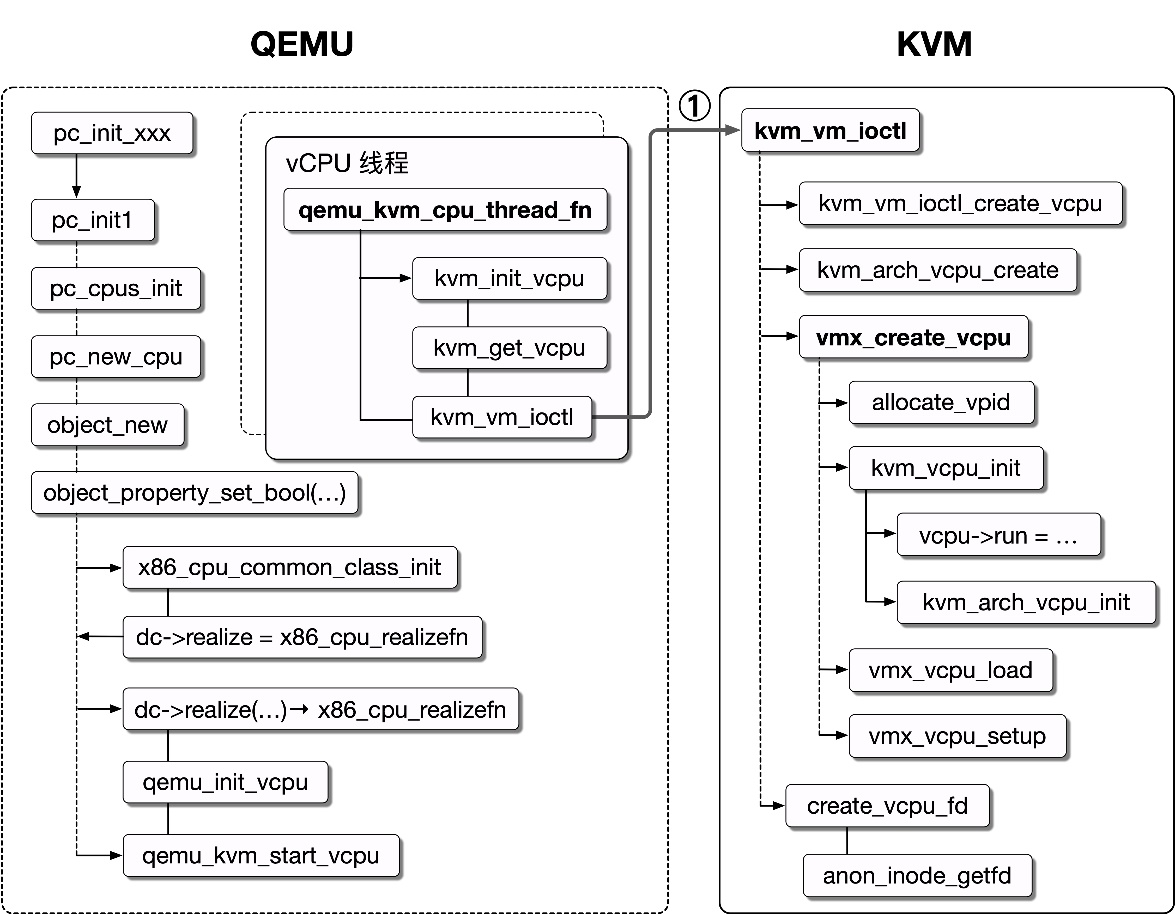 QEMU
KVM
pc_init_xxx
pc_init1
pc_cpus_init
pc_new_cpu
object_new
object_property_set_bool(…)
x86_cpu_common_class_init
dc->realize = x86_cpu_realizefn
dc->realize(…)→ x86_cpu_realizefn
qemu_init_vcpu
qemu_kvm_start_vcpu
vCPU 线程
qemu_kvm_cpu_thread_fn
kvm_init_vcpu
kvm_get_vcpu
kvm_vm_ioctl
①
kvm_vm_ioctl
kvm_vm_ioctl_create_vcpu
kvm_arch_vcpu_create
vmx_create_vcpu
allocate_vpid
kvm_vcpu_init
vcpu->run = …
kvm_arch_vcpu_init
vmx_vcpu_load
vmx_vcpu_setup
create_vcpu_fd
anon_inode_getfd